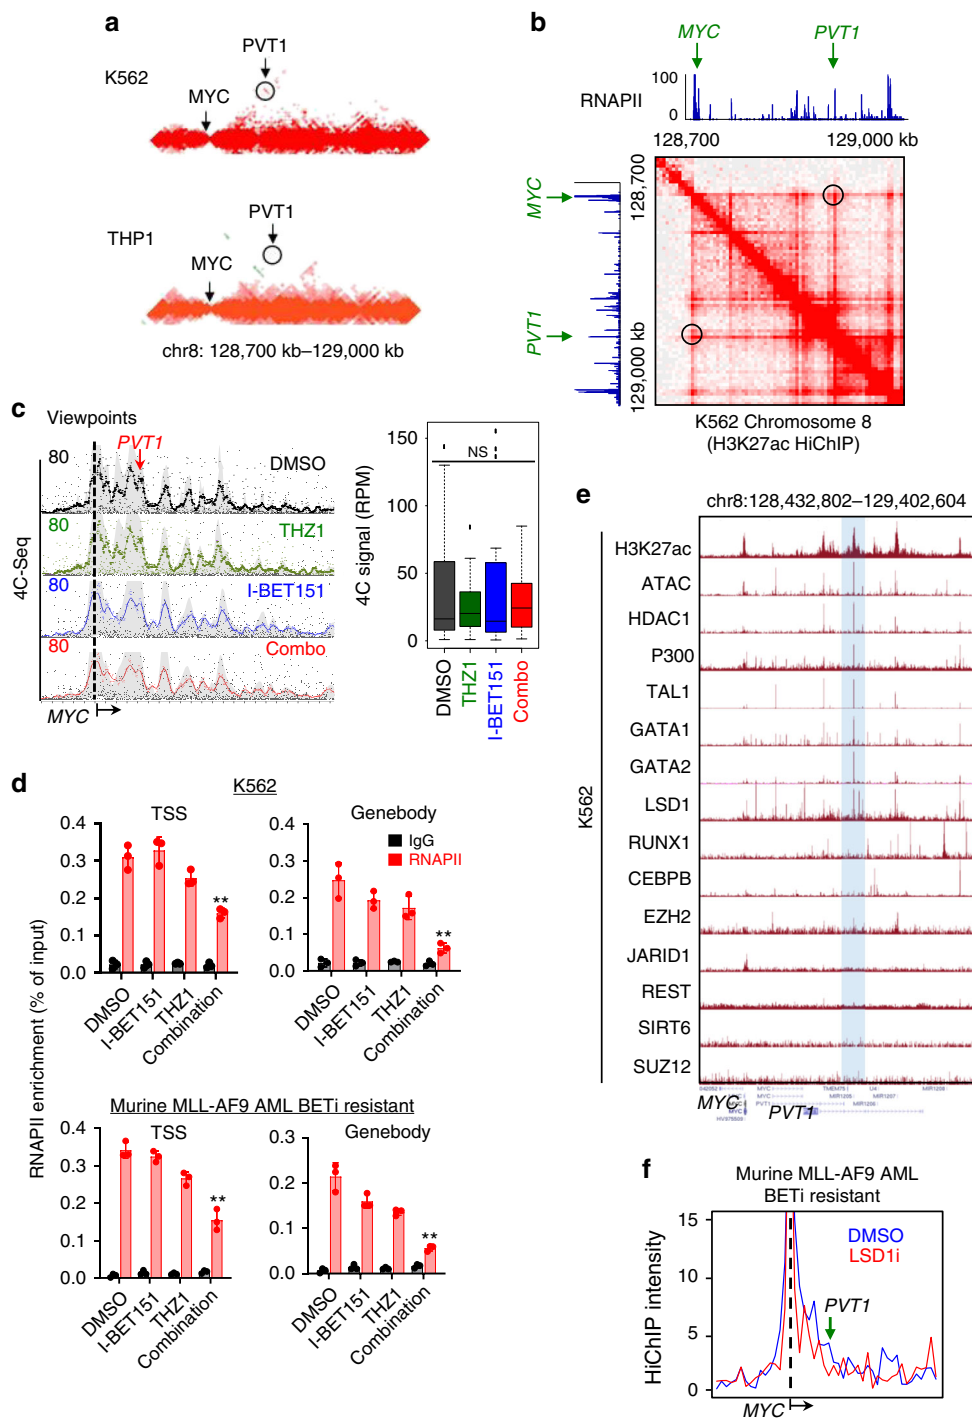 a
K562
PVT1
MYC
THP1
PVT1
MYC
chr8: 128,700 kb–129,000 kb
b
MYC
PVT1
RNAPII
100
0
128,700
129,000 kb
MYC
PVT1
128,700
129,000 kb
K562 Chromosome 8
(H3K27ac HiChIP)
c
Viewpoints
PVT1
4C-Seq
80
DMSO
80
THZ1
80
I-BET151
80
Combo
MYC
4C signal (RPM)
150
100
50
0
NS
DMSO
THZ1
I-BET151
Combo
d
K562
RNAPII enrichment (% of input)
TSS
0.4
0.3
0.2
0.1
0.0
**
DMSO
I-BET151
THZ1
Combination
Genebody
IgG
RNAPII
0.4
0.3
0.2
0.1
0.0
**
DMSO
I-BET151
THZ1
Combination
Murine MLL-AF9 AML BETi resistant
TSS
0.4
0.3
0.2
0.1
0.0
**
DMSO
I-BET151
THZ1
Combination
Genebody
0.3
0.2
0.1
0.0
**
DMSO
I-BET151
THZ1
Combination
e
chr8:128,432,802–129,402,604
K562
H3K27ac
ATAC
HDAC1
P300
TAL1
GATA1
GATA2
LSD1
RUNX1
CEBPB
EZH2
JARID1
REST
SIRT6
SUZ12
MYC
PVT1
MYC
MYC
PVT1
TMEM75
MIR1205
MIR1206
U4
MIR1207
MIR1208
f
Murine MLL-AF9 AML
BETi resistant
HiChIP intensity
15
10
5
0
DMSO
LSD1i
PVT1
MYC